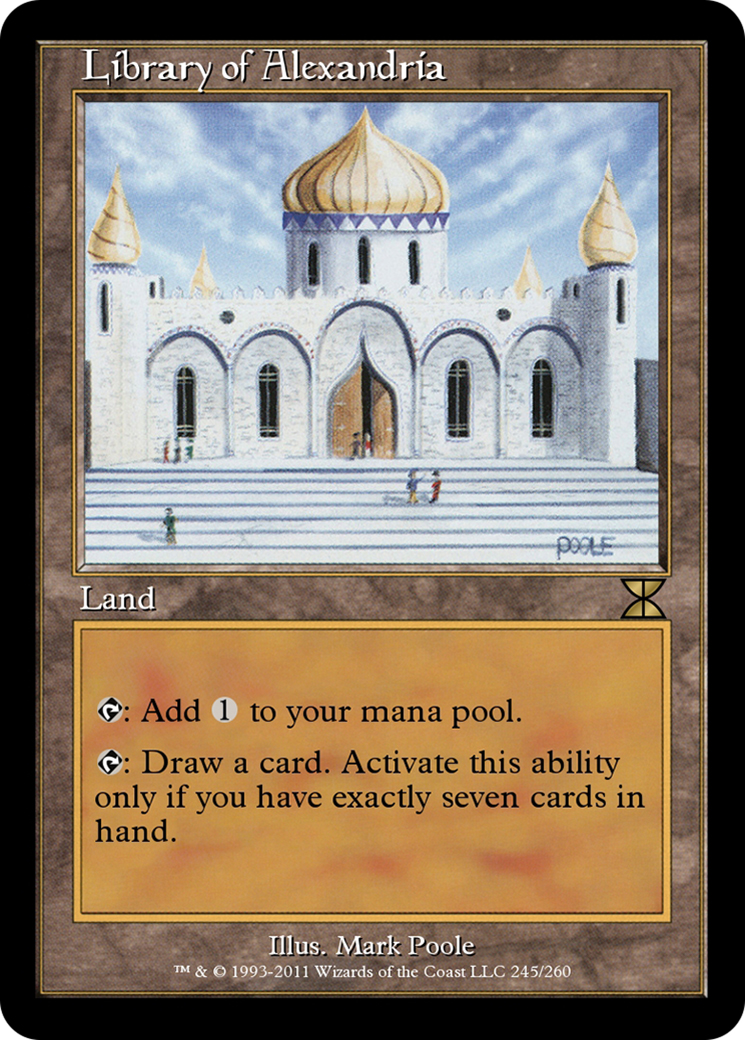 Library of Alexandria
POOLE
Land
: Add 1 to your mana pool.
: Draw a card. Activate this ability
only if you have exactly seven cards in
hand.
Illus. Mark Poole
™ & © 1993-2011 Wizards of the Coast LLC 245/260